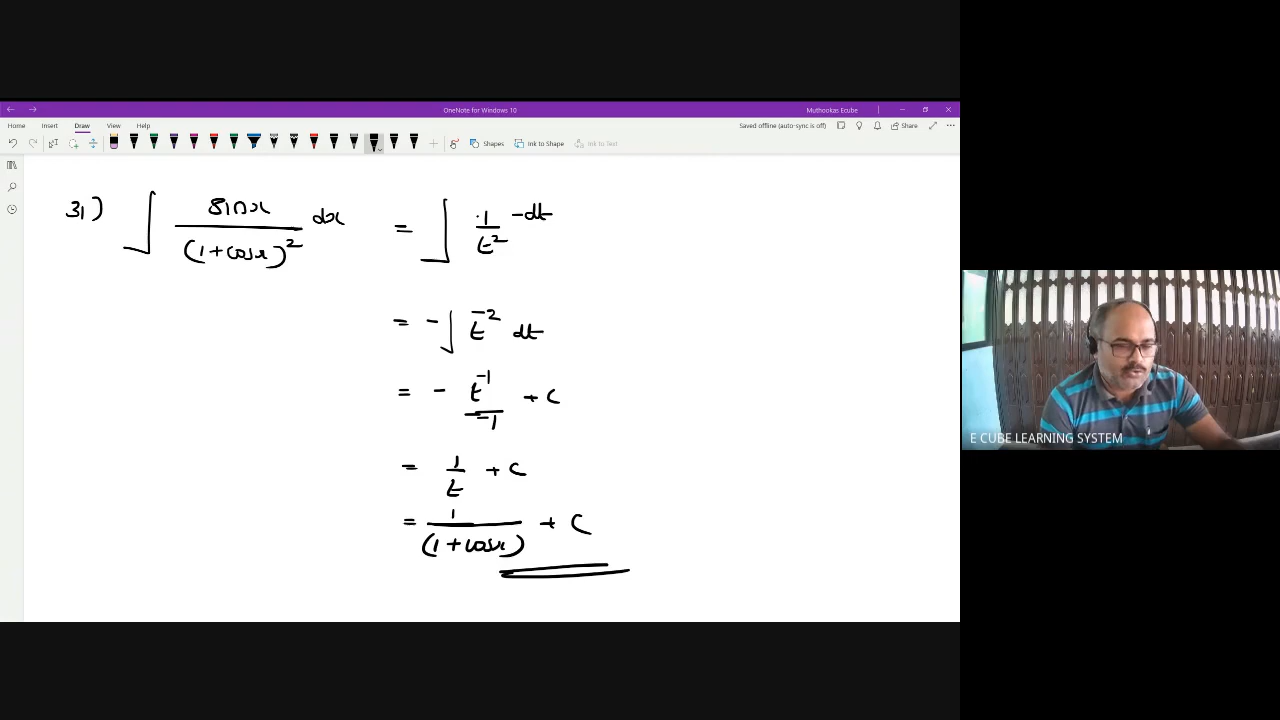 OneNote for Windows 10
Muthookas Ecube
Home Insert Draw View Help
Saved offline (auto-sync is off)
Share
Shapes
Ink to Shape
Ink to Text
31) ∫ sinx / (1+cosx)² dx = ∫ 1/t² -dt
= -∫ t⁻² dt
= - t⁻¹/-1 + C
= 1/t + C
= 1/(1+cosx) + C
E CUBE LEARNING SYSTEM